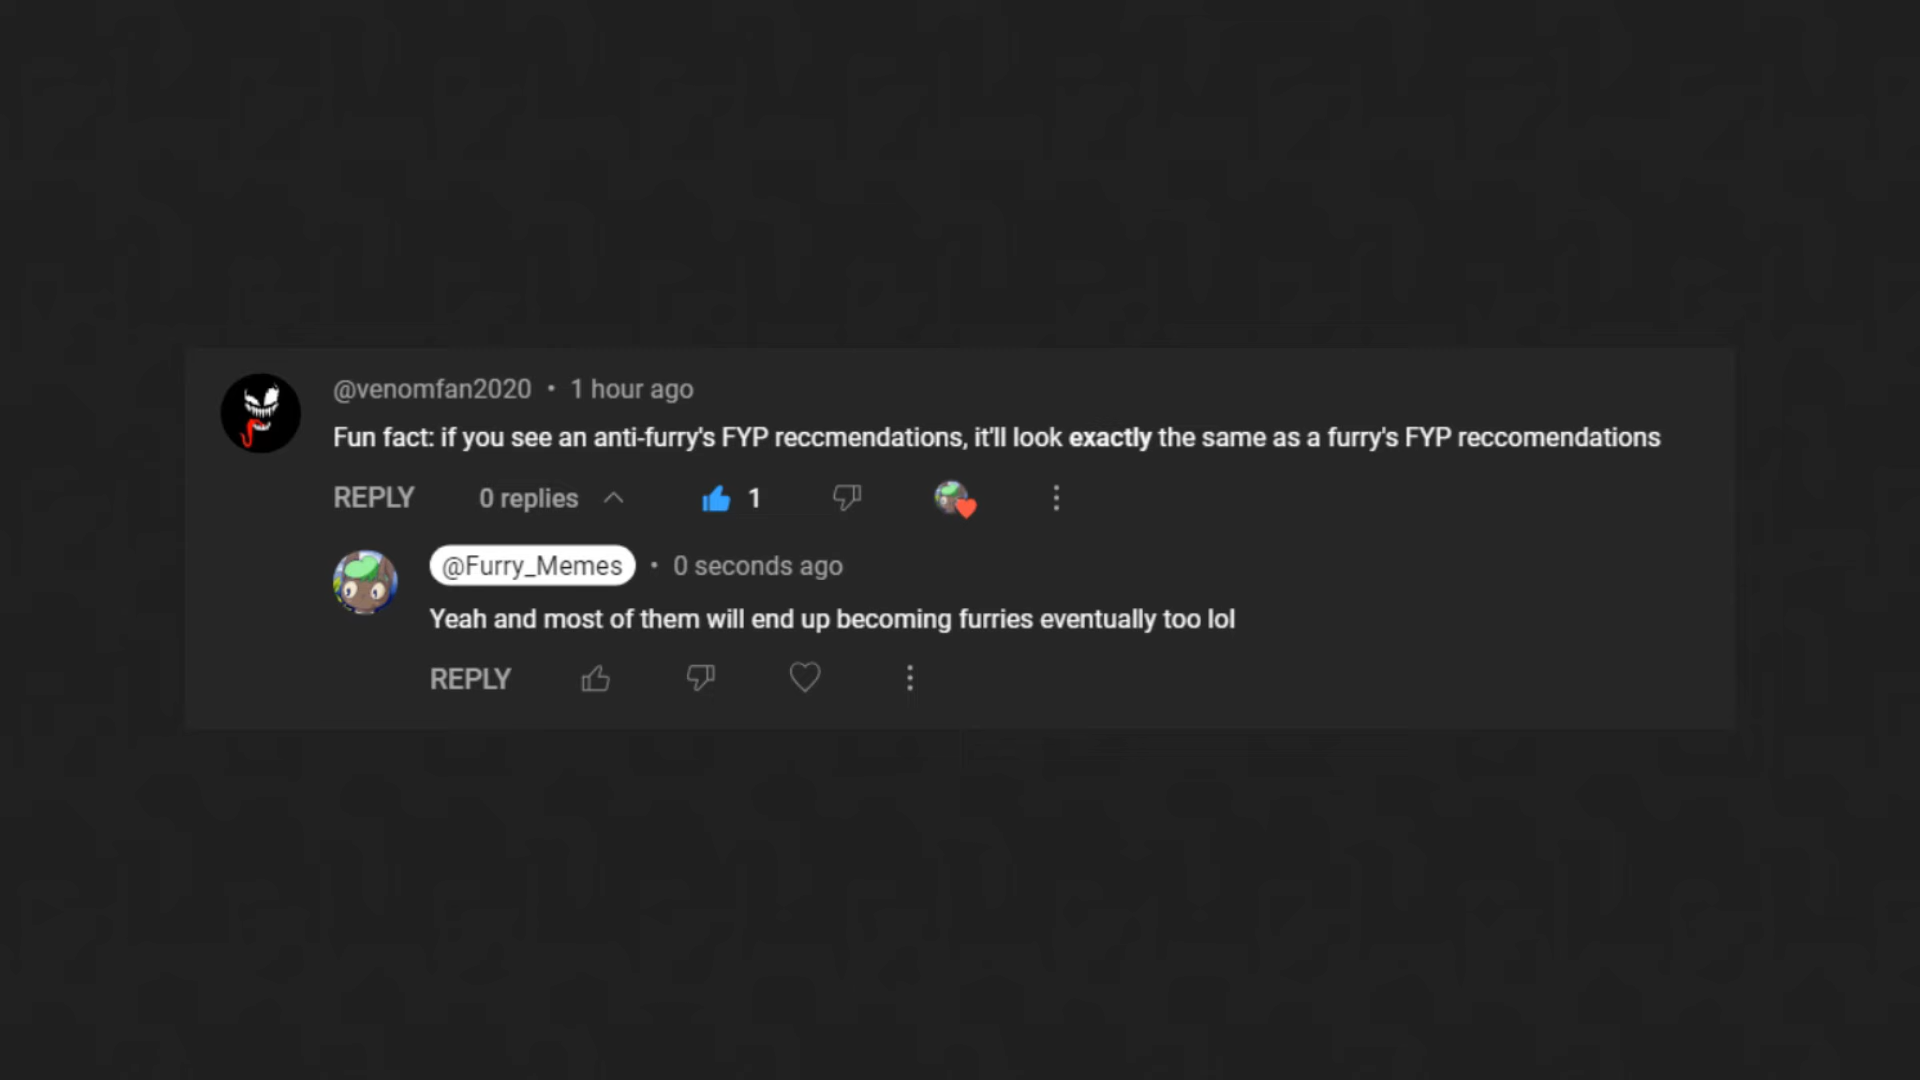 @venomfan2020 • 1 hour ago
Fun fact: if you see an anti-furry's FYP reccmendations, it'll look exactly the same as a furry's FYP reccomendations
REPLY 0 replies 1
@Furry_Memes • 0 seconds ago
Yeah and most of them will end up becoming furries eventually too lol
REPLY